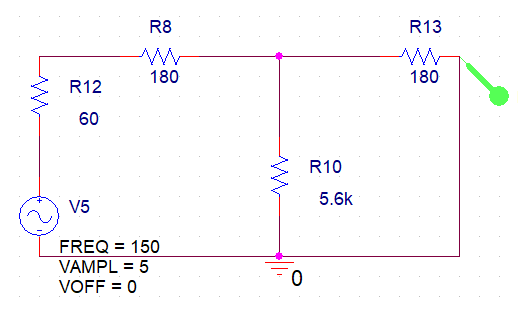 R8
R13
180
180
R12
60
R10
5.6k
V5
FREQ = 150
VAMPL = 5
VOFF = 0
0